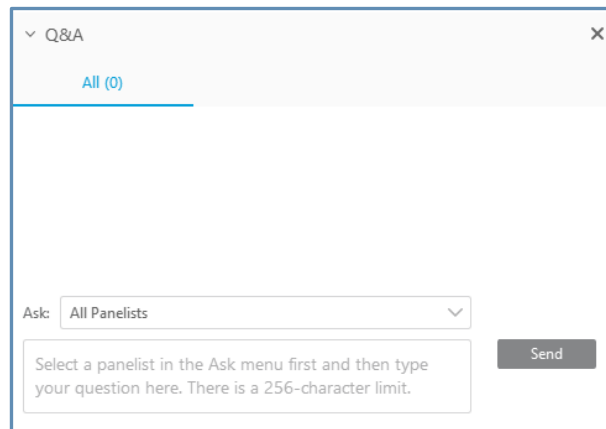 Q&A
All (0)
Ask: All Panelists
Select a panelist in the Ask menu first and then type
your question here. There is a 256-character limit.
Send